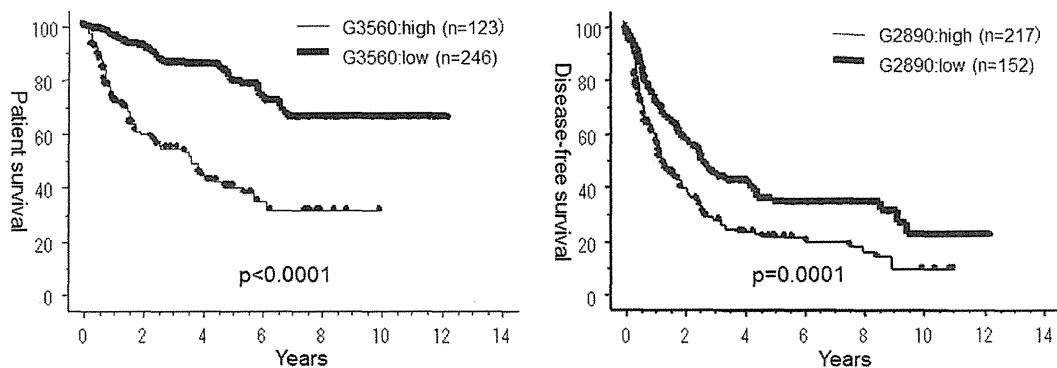 G3560:high (n=123)
G3560:low (n=246)
Patient survival
100
80
60
40
20
0
p<0.0001
0 2 4 6 8 10 12 14
Years
G2890:high (n=217)
G2890:low (n=152)
Disease-free survival
100
80
60
40
20
0
p=0.0001
0 2 4 6 8 10 12 14
Years